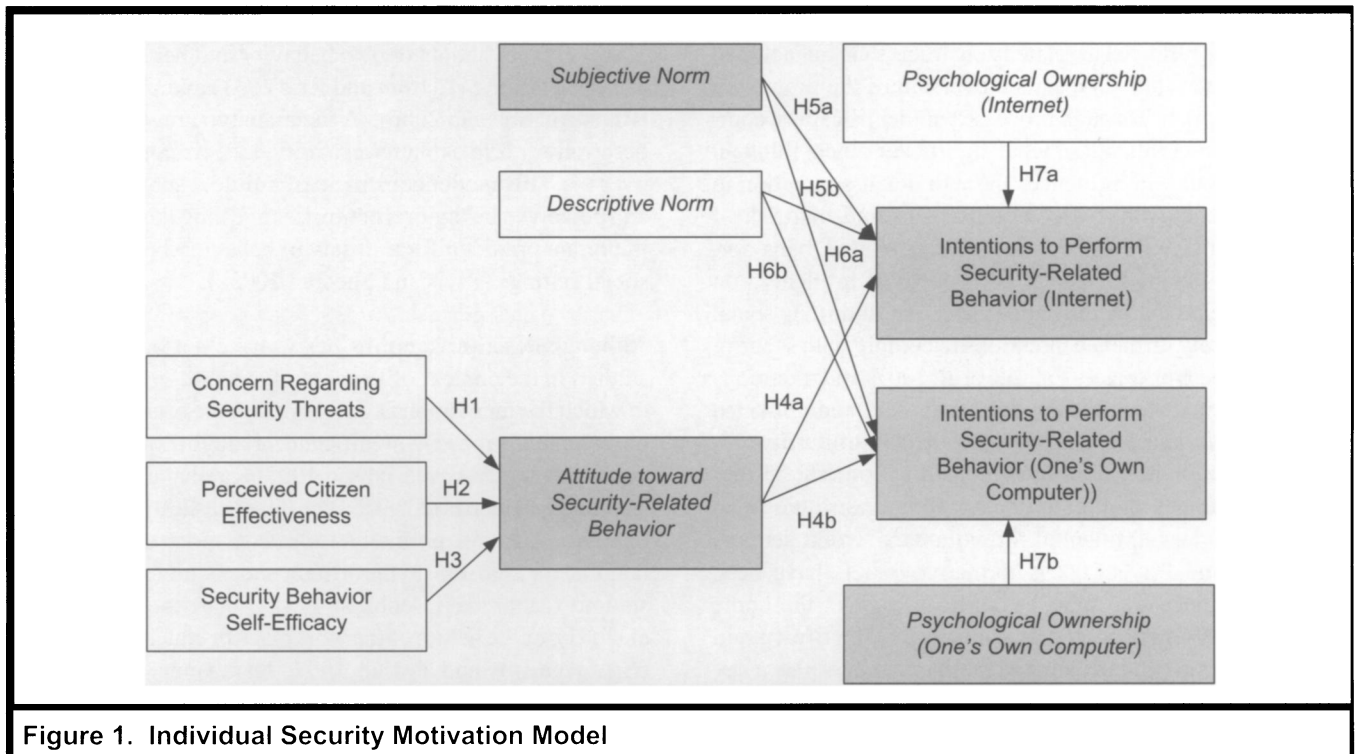 Subjective Norm
Psychological Ownership
(Internet)
H5a
H7a
Descriptive Norm
H5b
H6a
H6b
Intentions to Perform
Security-Related
Behavior (Internet)
Concern Regarding
Security Threats
H1
H4a
Intentions to Perform
Security-Related
Behavior (One's Own
Computer))
Perceived Citizen
Effectiveness
H2
Attitude toward
Security-Related
Behavior
H4b
H3
Security Behavior
Self-Efficacy
H7b
Psychological Ownership
(One's Own Computer)
Figure 1. Individual Security Motivation Model